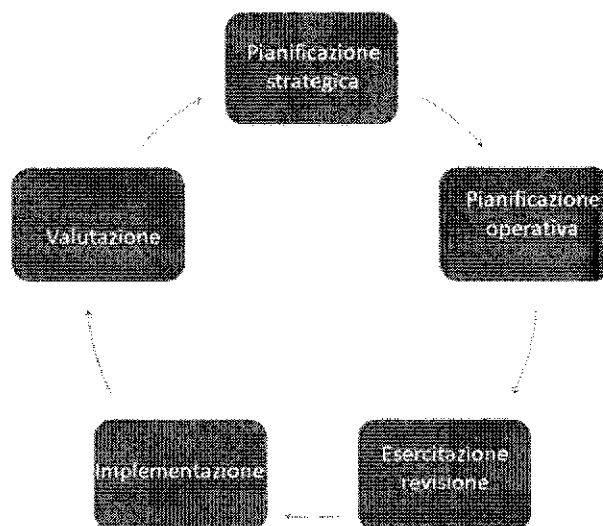 Pianificazione
strategica
Pianificazione
operativa
Esercitazione
revisione
Implementazione
Valutazione